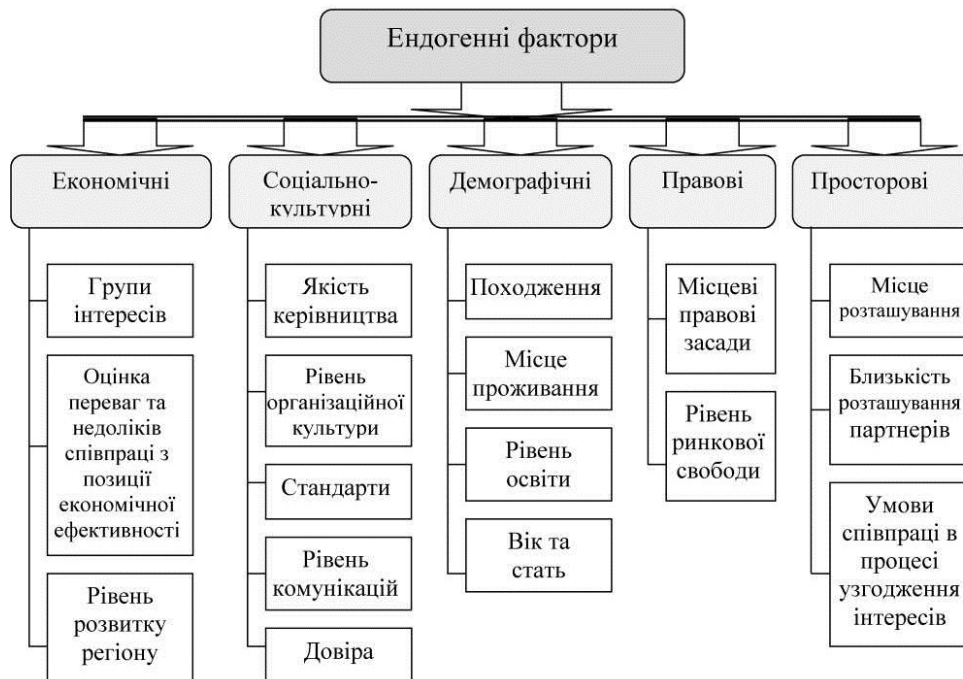 Ендогенні фактори
Економічні
Соціально-
культурні
Демографічні
Правові
Просторові
Групи
інтересів
Оцінка
переваг та
недоліків
співпраці з
позиції
економічної
ефективності
Рівень
розвитку
регіону
Якість
керівництва
Рівень
організаційної
культури
Стандарти
Рівень
комунікацій
Довіра
Походження
Місце
проживання
Рівень
освіти
Вік та
стать
Місцеві
правові
засади
Рівень
ринкової
свободи
Місце
розташування
Близькість
розташування
партнерів
Умови
співпраці в
процесі
узгодження
інтересів